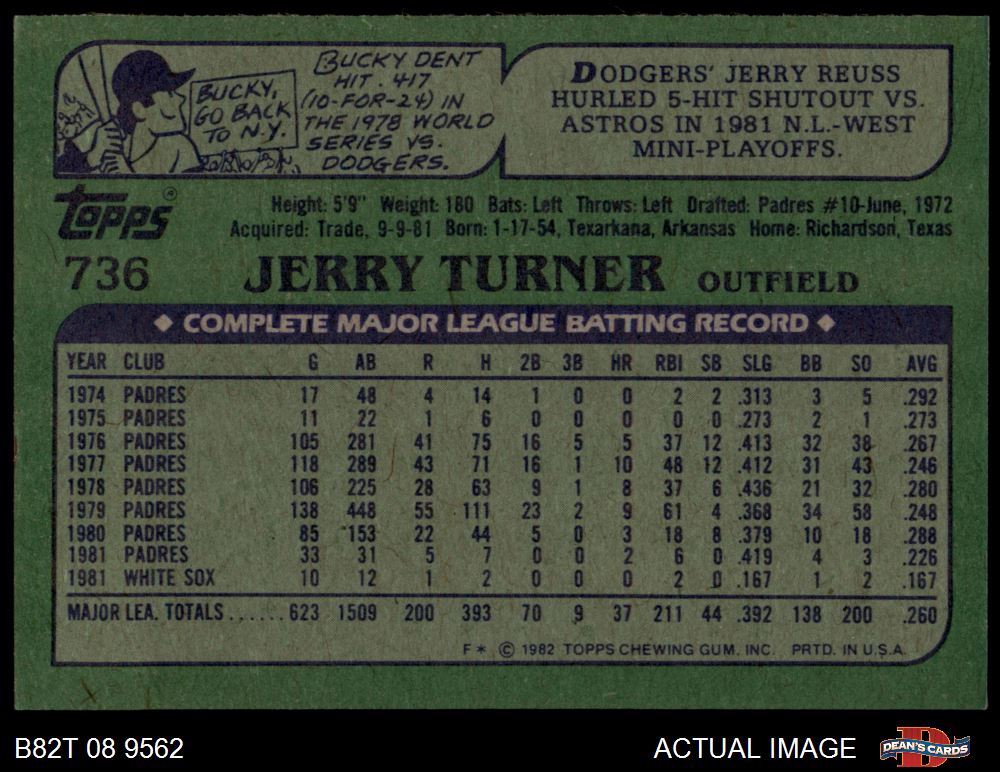 BUCKY,
GO BACK
TO N.Y.
BUCKY DENT
HIT .417
(10-FOR-24) IN
THE 1978 WORLD
SERIES VS.
DODGERS.
DODGERS' JERRY REUSS
HURLED 5-HIT SHUTOUT VS.
ASTROS IN 1981 N.L.-WEST
MINI-PLAYOFFS.
Topps®
Height: 5'9" Weight: 180 Bats: Left Throws: Left Drafted: Padres #10-June, 1972
Acquired: Trade, 9-9-81 Born: 1-17-54, Texarkana, Arkansas Home: Richardson, Texas
736 JERRY TURNER OUTFIELD
◆ COMPLETE MAJOR LEAGUE BATTING RECORD ◆
YEAR CLUB G AB R H 2B 3B HR RBI SB SLG BB SO AVG
1974 PADRES 17 48 4 14 1 0 0 2 2 .313 3 5 .292
1975 PADRES 11 22 1 6 0 0 0 0 0 .273 2 1 .273
1976 PADRES 105 281 41 75 16 5 5 37 12 .413 32 38 .267
1977 PADRES 118 289 43 71 16 1 10 48 12 .412 31 43 .246
1978 PADRES 106 225 28 63 9 1 8 37 6 .436 21 32 .280
1979 PADRES 138 448 55 111 23 2 9 61 4 .368 34 58 .248
1980 PADRES 85 153 22 44 5 0 3 18 8 .379 10 18 .288
1981 PADRES 33 31 5 7 0 0 2 6 0 .419 4 3 .226
1981 WHITE SOX 10 12 1 2 0 0 0 2 0 .167 1 2 .167
MAJOR LEA. TOTALS...... 623 1509 200 393 70 9 37 211 44 .392 138 200 .260
F* © 1982 TOPPS CHEWING GUM, INC. PRTD. IN U.S.A.
B82T 08 9562
ACTUAL IMAGE
D
DEAN'S CARDS